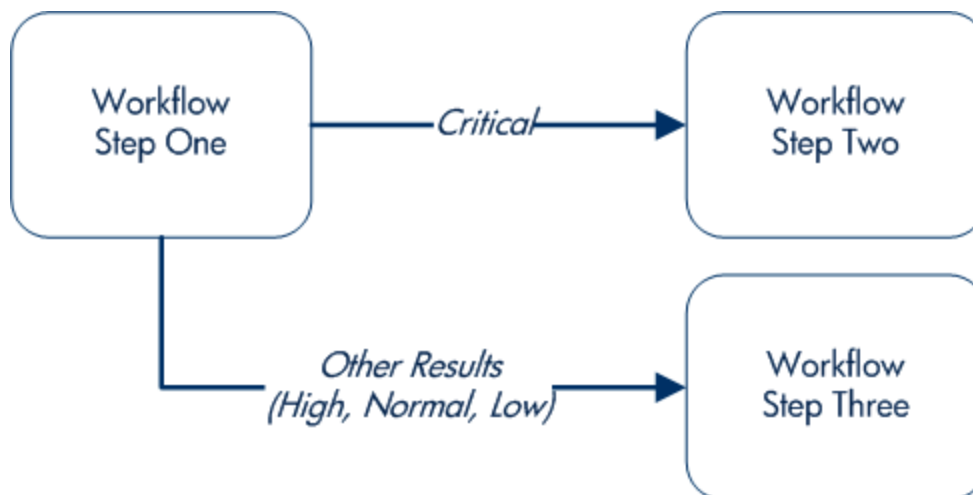 Workflow
Step One
Critical
Workflow
Step Two
Other Results
(High, Normal, Low)
Workflow
Step Three